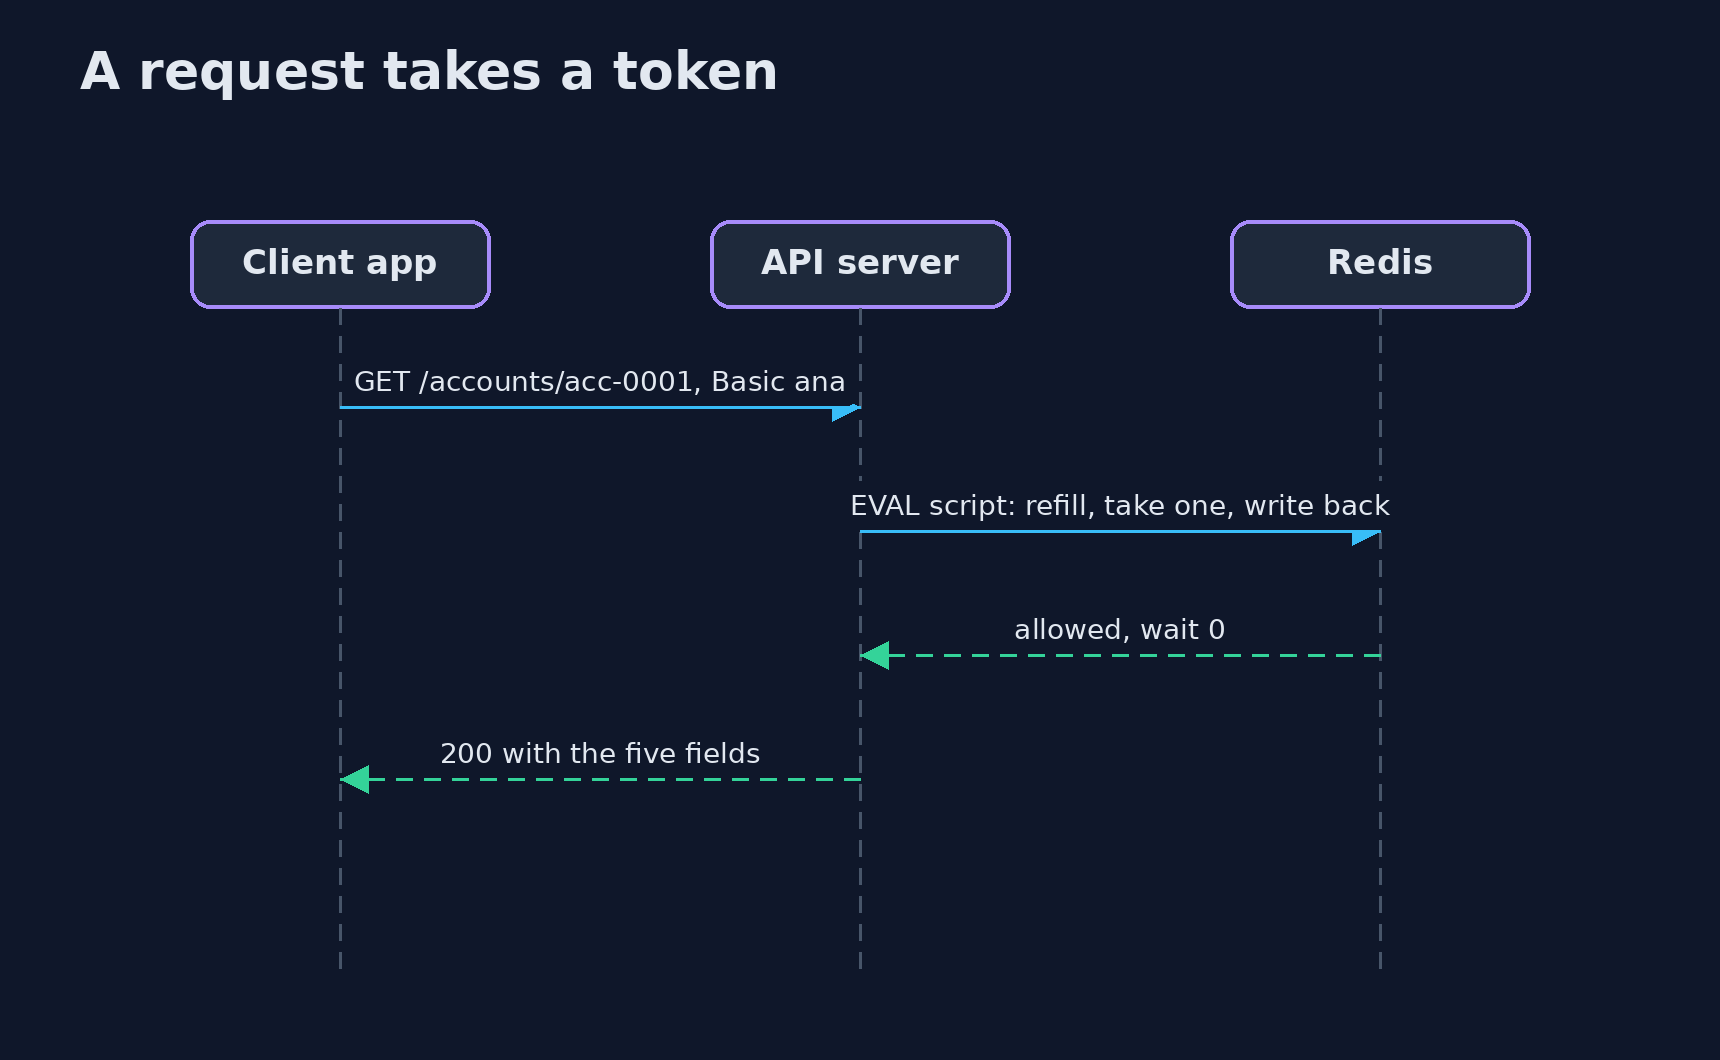 A request takes a token
Client app
API server
Redis
GET /accounts/acc-0001, Basic ana
EVAL script: refill, take one, write back
allowed, wait 0
200 with the five fields